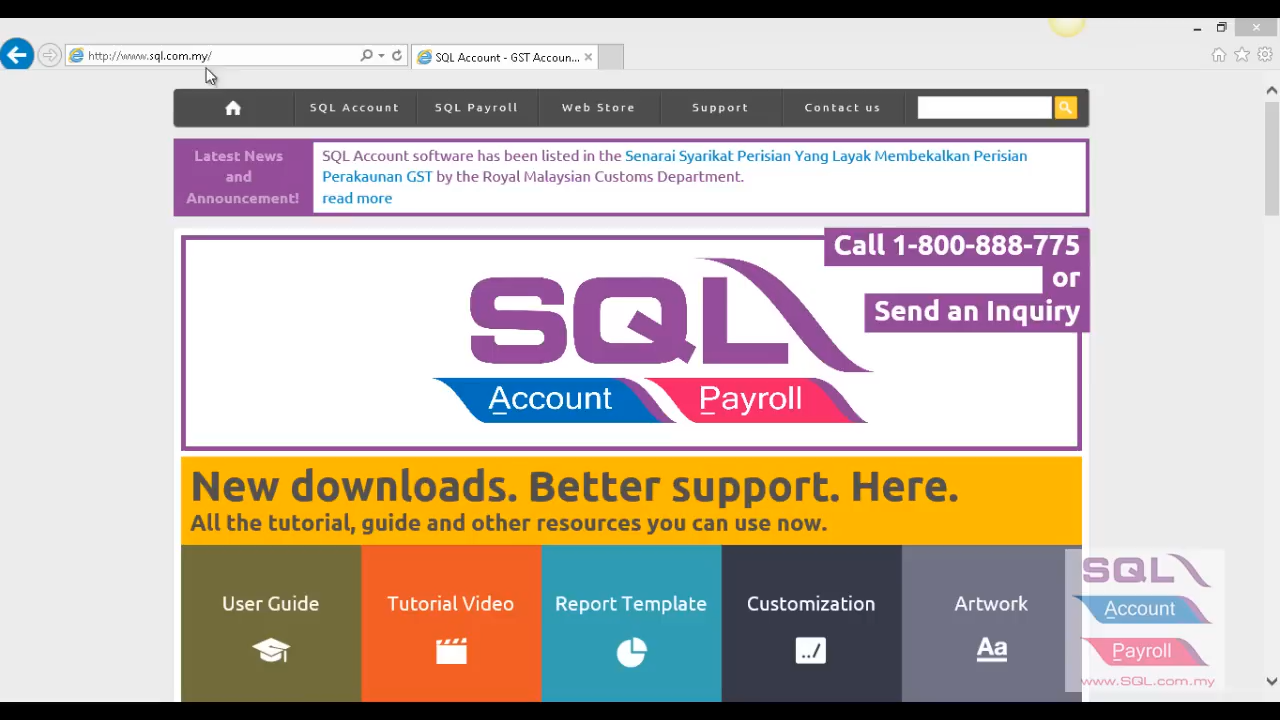 http://www.sql.com.my/
SQL Account - GST Accoun...
SQL Account
SQL Payroll
Web Store
Support
Contact us
Latest News
and
Announcement!
SQL Account software has been listed in the Senarai Syarikat Perisian Yang Layak Membekalkan Perisian
Perakaunan GST by the Royal Malaysian Customs Department.
read more
Call 1-800-888-775
or
Send an Inquiry
SQL
Account
Payroll
New downloads. Better support. Here.
All the tutorial, guide and other resources you can use now.
User Guide
Tutorial Video
Report Template
Customization
Artwork
../
Aa
SQL
Account
Payroll
www.SQL.com.my